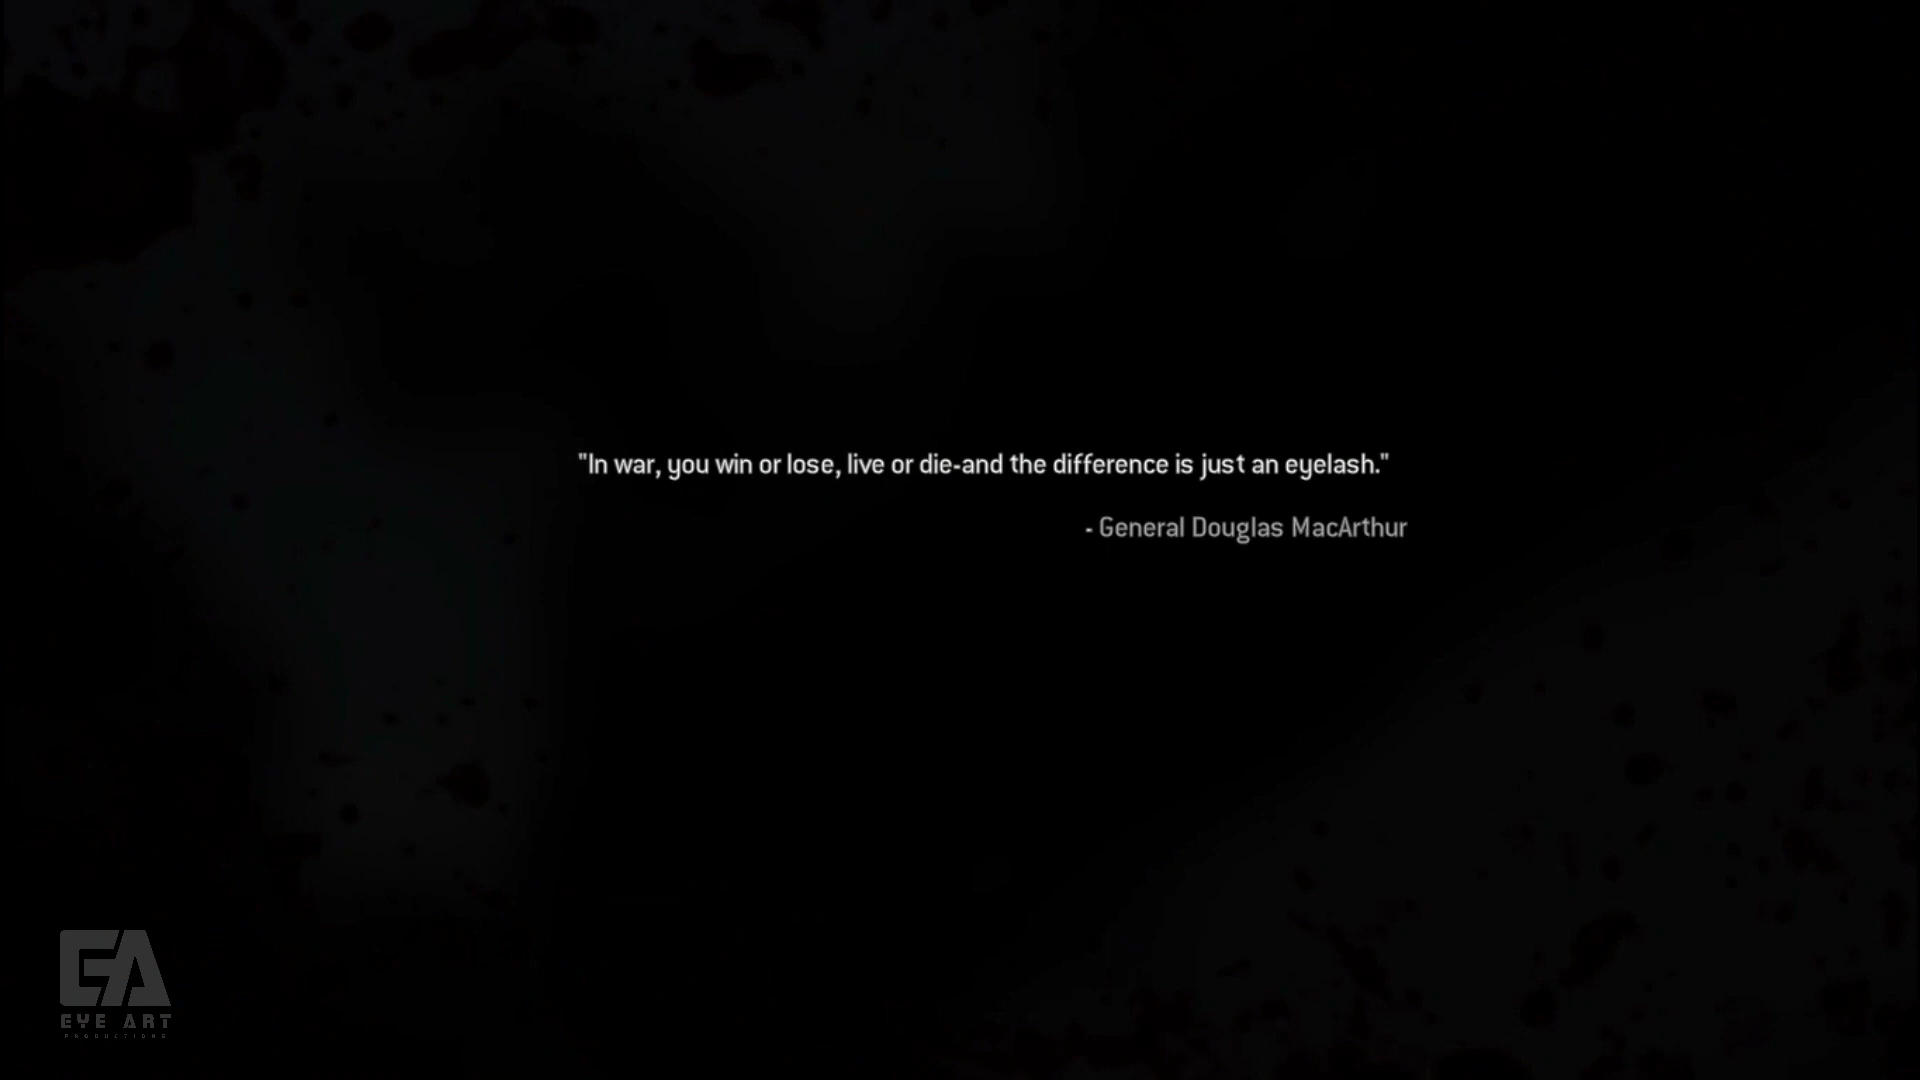 "In war, you win or lose, live or die-and the difference is just an eyelash."
- General Douglas MacArthur
EA
EYE ART
PRODUCTIONS